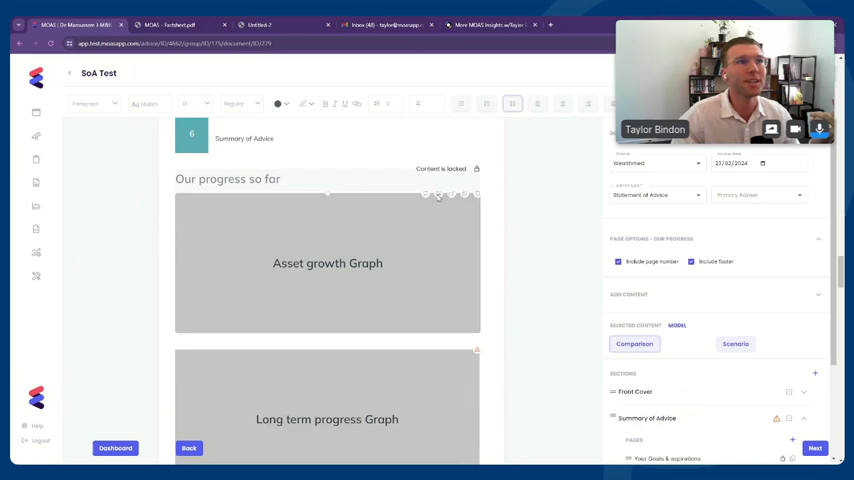 MOAS | De Mamasure J-M&K
MOAS - Factsheet.pdf
Untitled-2
Inbox (48) - taylor@moasapp.c
More MOAS Insights w/Taylor
app.test.moasapp.com/advice/ID/4662/group/ID/175/document/ID/279
SoA Test
Paragraph
Aa Mulish
Regular
B I U
6
Summary of Advice
Content is locked
Our progress so far
Asset growth Graph
Long term progress Graph
Help
Logout
Dashboard
Back
Taylor Bindon
Wealthmed
23/02/2024
Statement of Advice
Primary Adviser
PAGE OPTIONS - OUR PROGRESS
Include page number
Include footer
ADD CONTENT
SELECTED CONTENT
MODEL
Comparison
Scenario
SECTIONS
Front Cover
Summary of Advice
PAGES
Your Goals & aspirations
Next